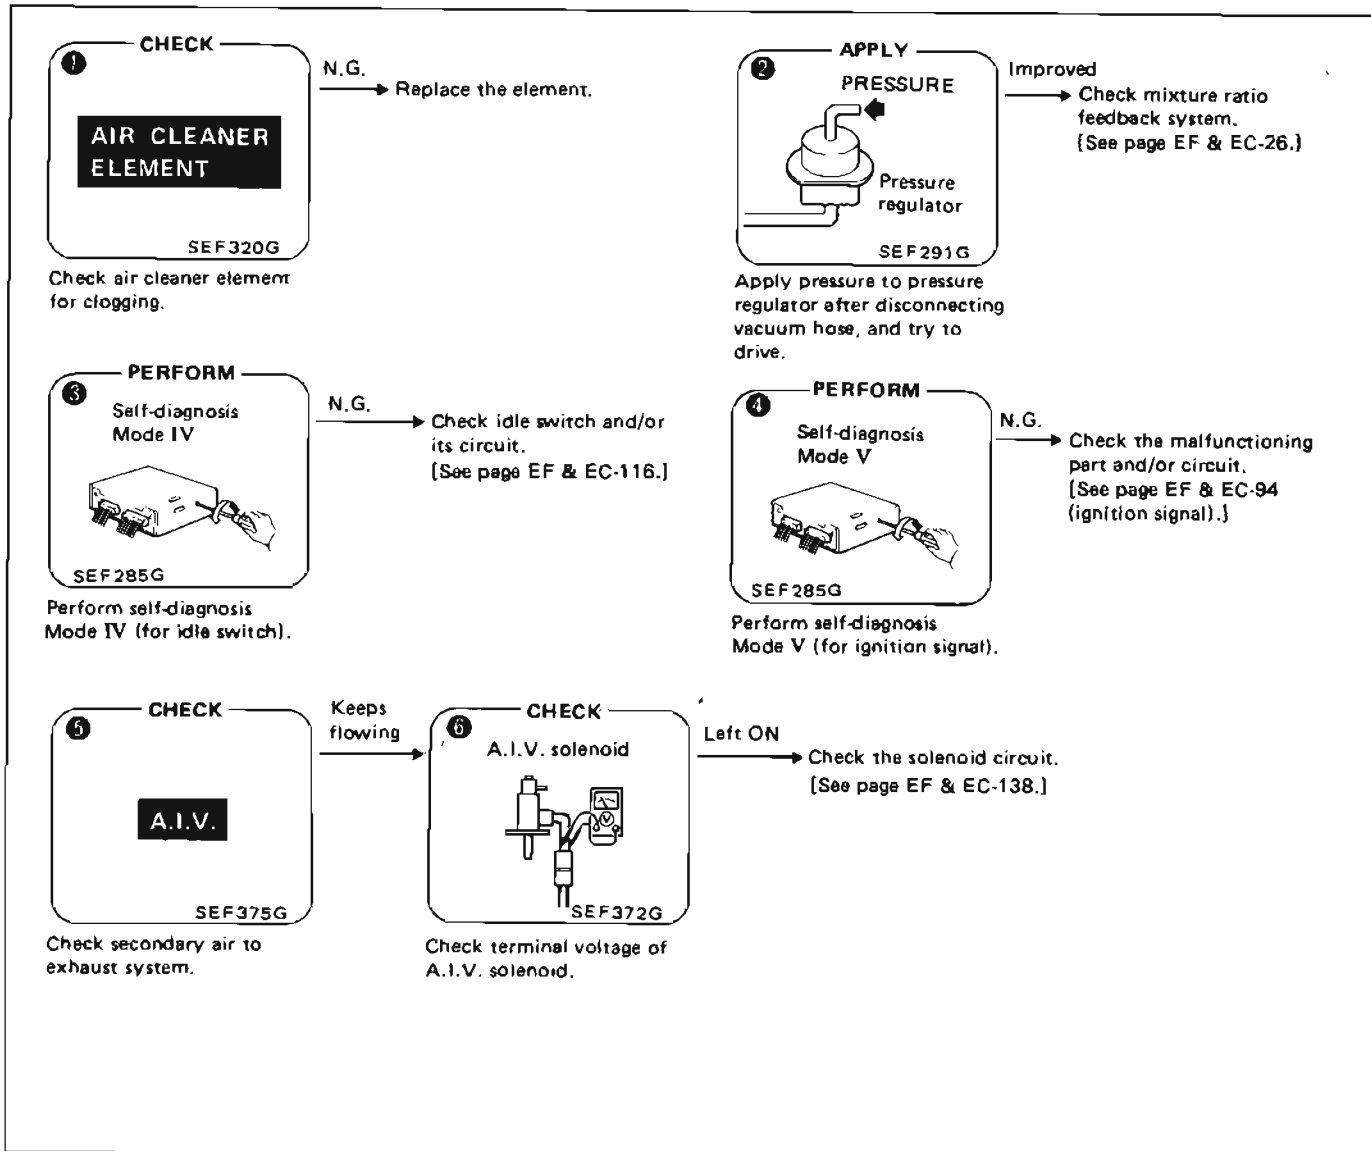 CHECK
1
AIR CLEANER
ELEMENT
SEF320G
Check air cleaner element
for clogging.
N.G.
Replace the element.
APPLY
2
PRESSURE
Pressure
regulator
SEF291G
Apply pressure to pressure
regulator after disconnecting
vacuum hose, and try to
drive.
Improved
Check mixture ratio
feedback system.
[See page EF & EC-26.]
PERFORM
3
Self-diagnosis
Mode IV
SEF285G
Perform self-diagnosis
Mode IV (for idle switch).
N.G.
Check idle switch and/or
its circuit.
[See page EF & EC-116.]
PERFORM
4
Self-diagnosis
Mode V
SEF285G
Perform self-diagnosis
Mode V (for ignition signal).
N.G.
Check the malfunctioning
part and/or circuit.
[See page EF & EC-94
(ignition signal).]
CHECK
5
A.I.V.
SEF375G
Check secondary air to
exhaust system.
Keeps
flowing
CHECK
6
A.I.V. solenoid
V
SEF372G
Check terminal voltage of
A.I.V. solenoid.
Left ON
Check the solenoid circuit.
[See page EF & EC-138.]